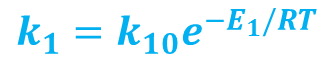 k₁ = k₁₀e^{-E₁/RT}